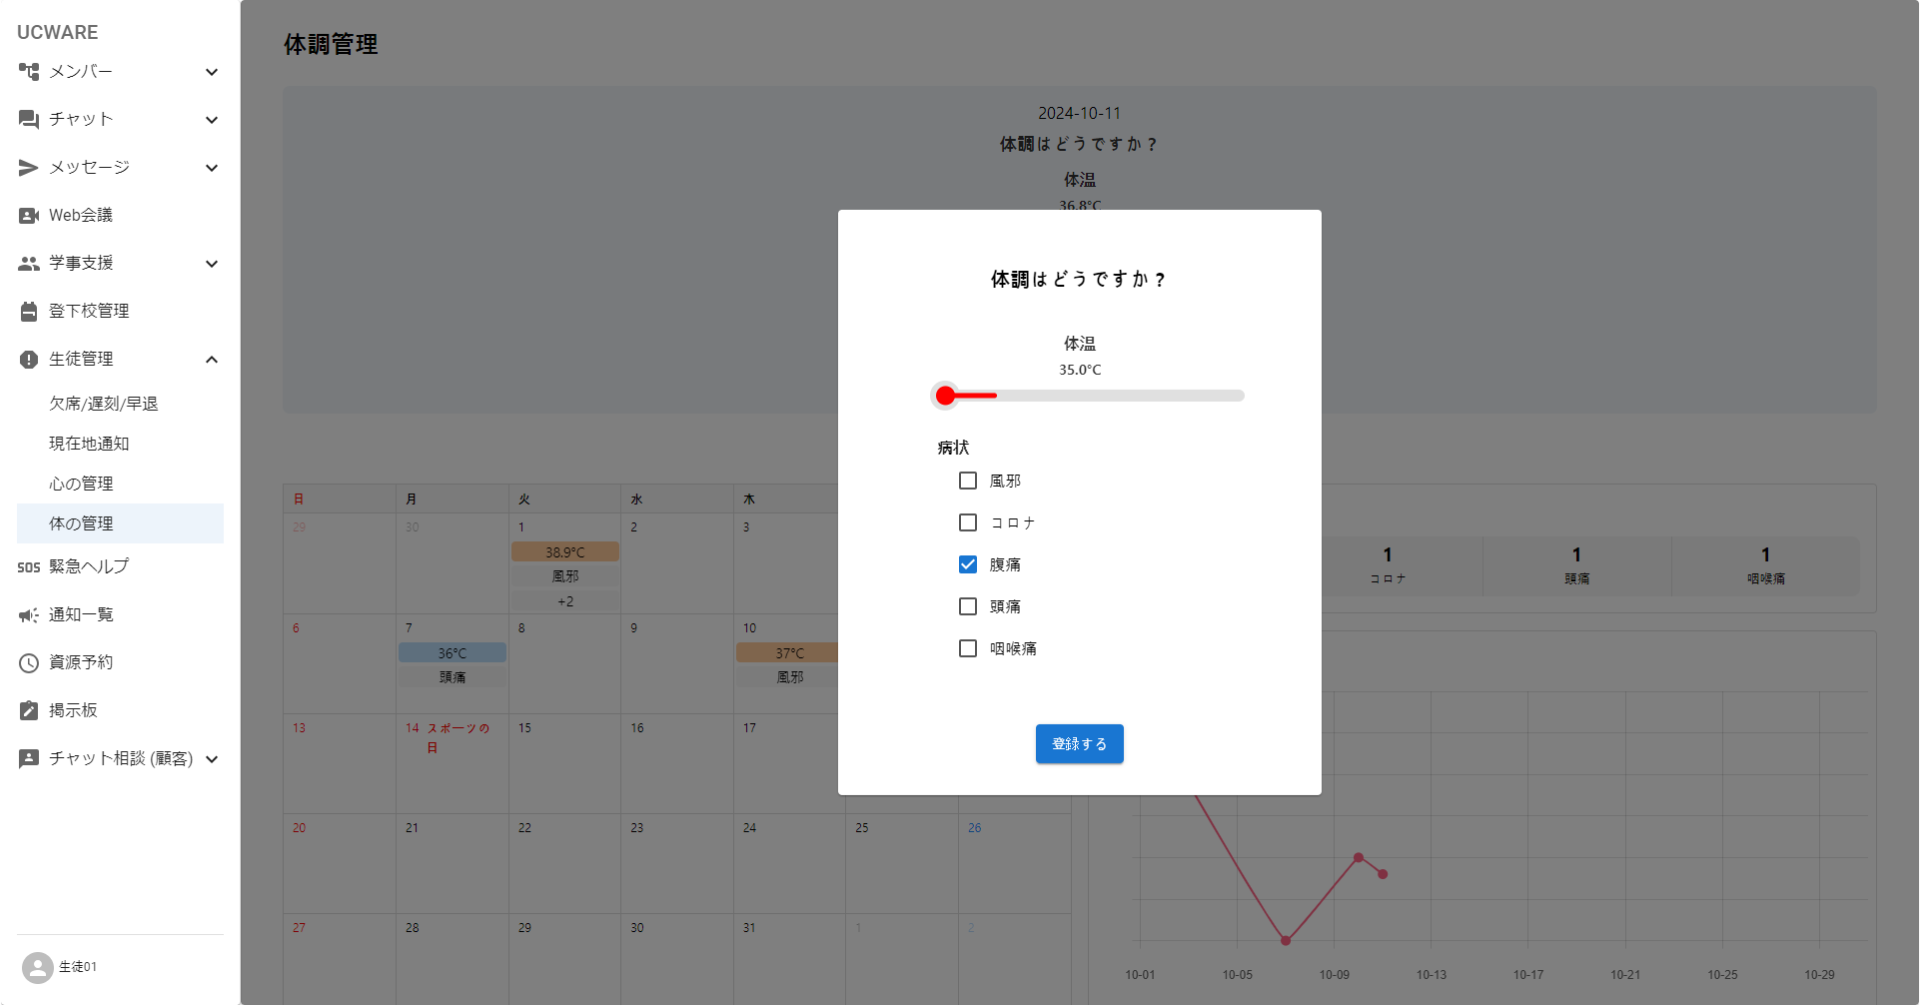 UCWARE
メンバー
チャット
メッセージ
Web会議
学事支援
登下校管理
生徒管理
欠席/遅刻/早退
現在地通知
心の管理
体の管理
SOS 緊急ヘルプ
通知一覧
資源予約
掲示板
チャット相談 (顧客)
生徒01
体調管理
2024-10-11
体調はどうですか？
体温
36.8°C
体調はどうですか？
体温
35.0°C
病状
風邪
コロナ
腹痛
頭痛
咽喉痛
登録する
日 月 火 水 木
29 30 1 2 3
38.9°C
風邪
+2
6 7 8 9 10
36°C 37°C
頭痛 風邪
13 14 スポーツの 15 16 17
日
20 21 22 23 24 25 26
27 28 29 30 31 1 2
1 1 1
コロナ 頭痛 咽喉痛
10-01 10-05 10-09 10-13 10-17 10-21 10-25 10-29